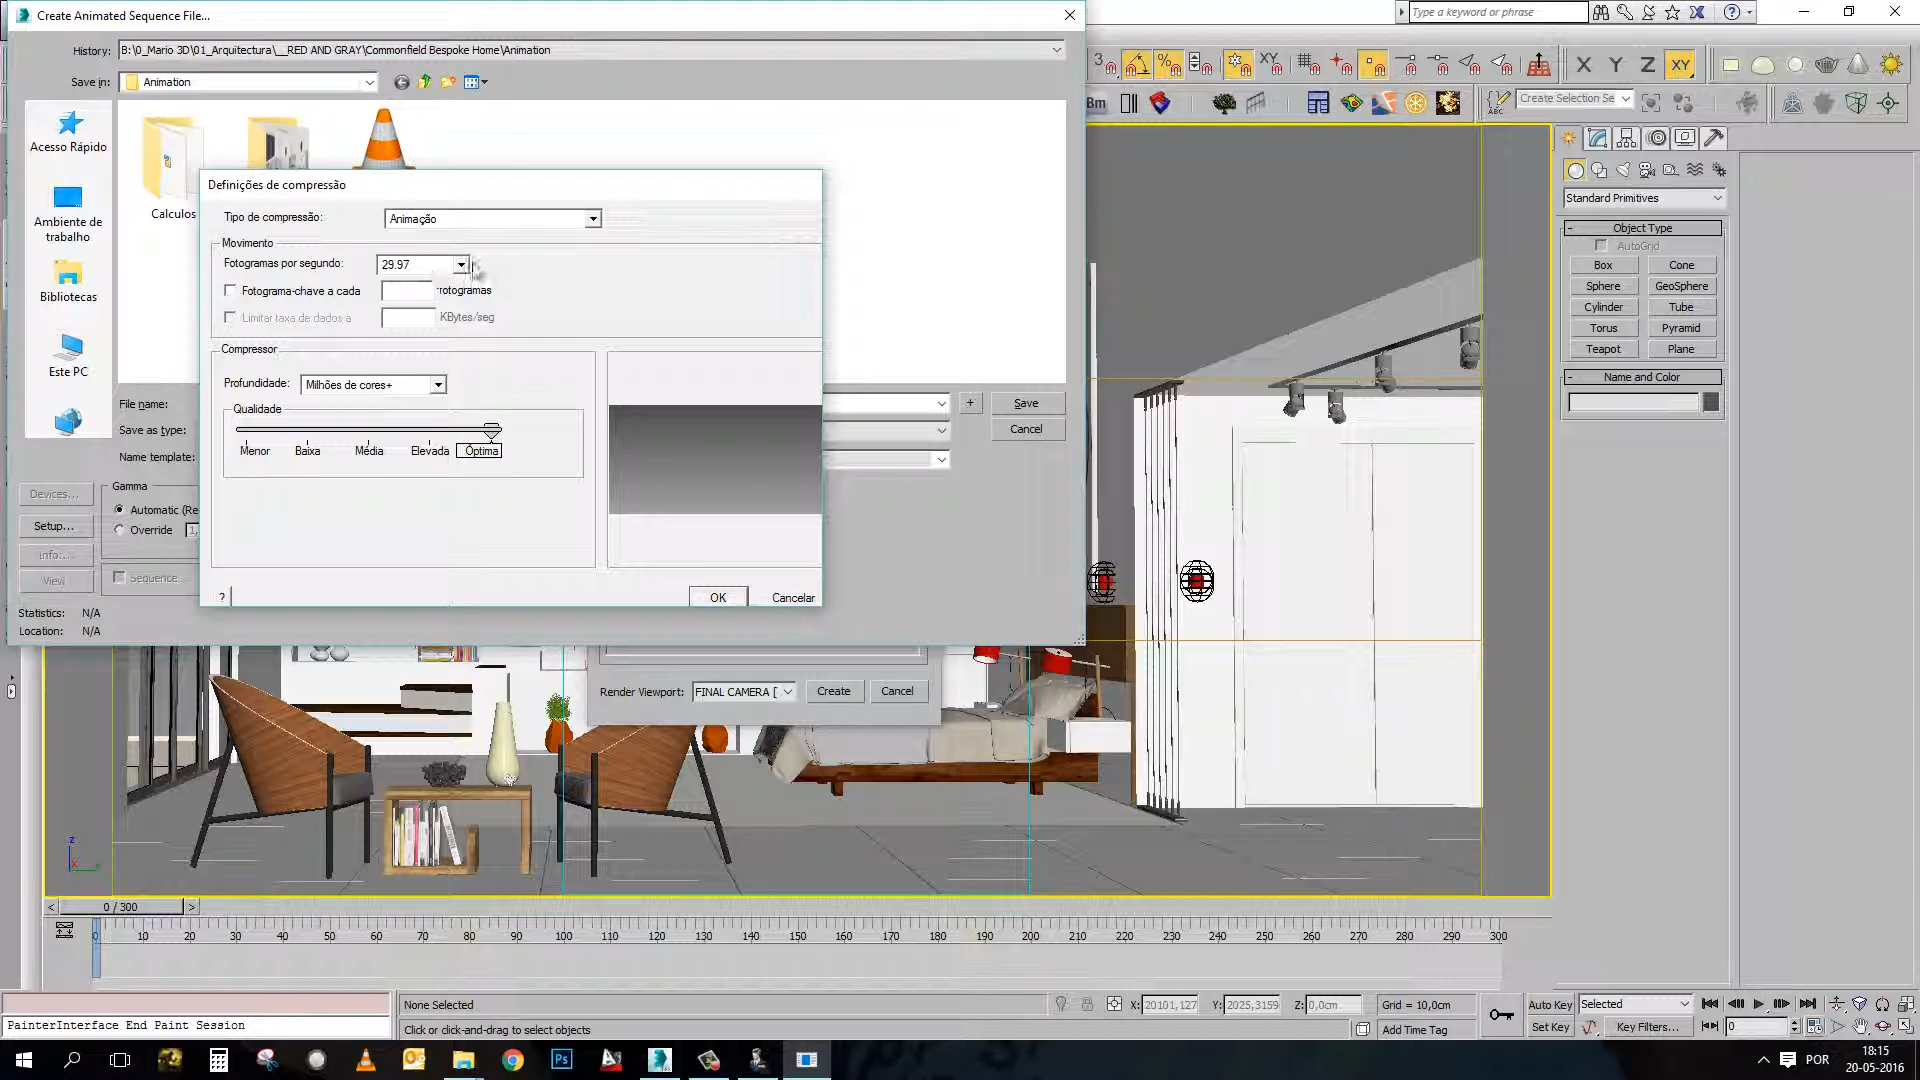 Create Animated Sequence File...
Type a keyword or phrase
History:
B:\0_Mario 3D\01_Arquitectura\__RED AND GRAY\Commonfield Bespoke Home\Animation
Save in:
Animation
3
%
XY
X
Y
Z
XY
Bm
ABC
Create Selection Se
Acesso Rápido
Ambiente de
trabalho
Bibliotecas
Este PC
Calculos
Definições de compressão
Tipo de compressão:
Animação
Movimento
Fotogramas por segundo:
29.97
Fotograma-chave a cada
fotogramas
Limitar taxa de dados a
KBytes/seg
Compressor
Profundidade:
Milhões de cores+
Qualidade
Menor
Baixa
Média
Elevada
Óptima
?
OK
Cancelar
File name:
Save as type:
Name template:
+
Save
Cancel
Devices...
Setup...
Info...
View
Gamma
Automatic (Re
Override
1,
Sequence
Statistics:
N/A
Location:
N/A
Render Viewport:
FINAL CAMERA [
Create
Cancel
Standard Primitives
- Object Type
AutoGrid
Box
Cone
Sphere
GeoSphere
Cylinder
Tube
Torus
Pyramid
Teapot
Plane
- Name and Color
z
x
< 0 / 300 >
0 10 20 30 40 50 60 70 80 90 100 110 120 130 140 150 160 170 180 190 200 210 220 230 240 250 260 270 280 290 300
PainterInterface End Paint Session
None Selected
Click or click-and-drag to select objects
X: 20101,127
Y: 2025,3159
Z: 0,0cm
Grid = 10,0cm
Add Time Tag
Auto Key
Selected
Set Key
Key Filters...
0
Ps
POR
18:15
20-05-2016